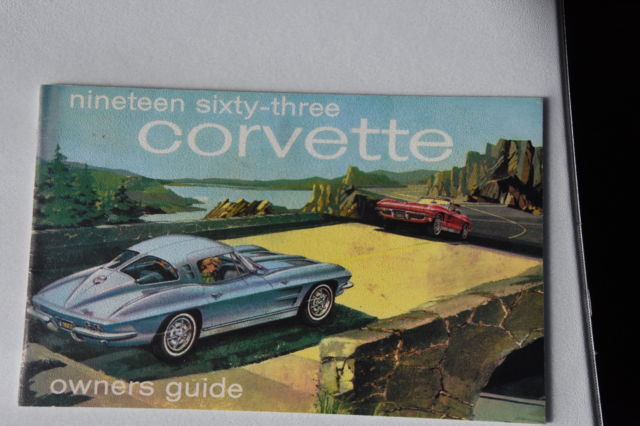 nineteen sixty-three
corvette
owners guide